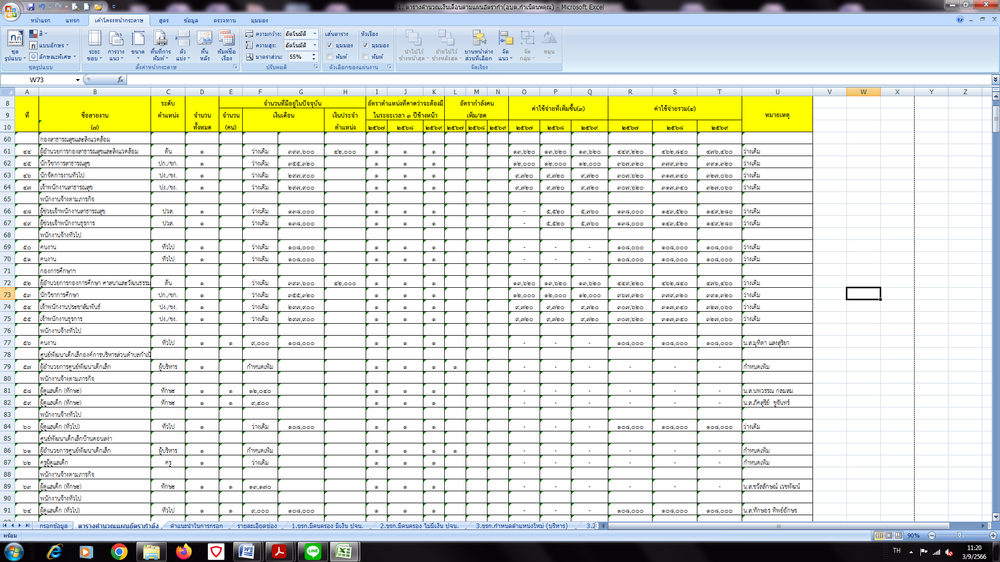 1. ตารางคำนวณเงินเดือนตามแผนอัตรากำ(อบต.กำเนิดนพคุณ) - Microsoft Excel
หน้าแรก แทรก เค้าโครงหน้ากระดาษ สูตร ข้อมูล ตรวจทาน มุมมอง
สี ความกว้าง: อัตโนมัติ เส้นตาราง หัวเรื่อง
แบบอักษร ความสูง: อัตโนมัติ มุมมอง มุมมอง
ชุดรูปแบบ ลักษณะพิเศษ ระยะขอบ การวางแนว ขนาด พื้นที่การพิมพ์ ตัวแบ่ง พื้นหลัง พิมพ์ชื่อเรื่อง มาตราส่วน: 55% พิมพ์ พิมพ์ นำไปไว้ข้างหน้าสุด ย้ายไปไว้ข้างหลังสุด บานหน้าต่างส่วนที่เลือก จัดแนว จัดกลุ่ม หมุน
ชุดรูปแบบ ตั้งค่าหน้ากระดาษ ปรับพอดี ตัวเลือกของแผ่นงาน จัดเรียง
W73 fx
A B C D E F G H I J K L M N O P Q R S T U V W X Y Z
8 ระดับ จำนวนที่มีอยู่ในปัจจุบัน อัตราตำแหน่งที่คาดว่าจะต้องมี อัตรากำลังคน ค่าใช้จ่ายที่เพิ่มขึ้น(๓) ค่าใช้จ่ายรวม(๔)
9 ที่ ชื่อสายงาน ตำแหน่ง จำนวน จำนวน เงินเดือน เงินประจำ ในระยะเวลา ๓ ปีข้างหน้า เพิ่ม/ลด หมายเหตุ
10 (๗) ทั้งหมด (คน) ตำแหน่ง ๒๕๖๗ ๒๕๖๘ ๒๕๖๙ ๒๕๖๗ ๒๕๖๘ ๒๕๖๙ ๒๕๖๗ ๒๕๖๘ ๒๕๖๙ ๒๕๖๗ ๒๕๖๘ ๒๕๖๙
60 กองสาธารณสุขและสิ่งแวดล้อม
61 ๔๔ ผู้อำนวยการกองสาธารณสุขและสิ่งแวดล้อม ต้น ๑ ว่างเดิม ๓๙๓,๖๐๐ ๔๒,๐๐๐ ๑ ๑ ๑ ๑๓,๖๒๐ ๑๓,๖๒๐ ๑๓,๖๒๐ ๔๔๙,๒๒๐ ๔๖๒,๘๔๐ ๔๗๖,๔๖๐ ว่างเดิม
62 ๔๕ นักวิชาการสาธารณสุข ปก./ชก. ๑ ว่างเดิม ๓๕๕,๓๒๐ ๑ ๑ ๑ ๑๒,๐๐๐ ๑๒,๐๐๐ ๑๒,๐๐๐ ๓๖๗,๓๒๐ ๓๗๙,๓๒๐ ๓๙๑,๓๒๐ ว่างเดิม
63 ๔๖ นักจัดการงานทั่วไป ปง./ชง. ๑ ว่างเดิม ๒๙๗,๙๐๐ ๑ ๑ ๑ ๙,๗๒๐ ๙,๗๒๐ ๙,๗๒๐ ๓๐๗,๖๒๐ ๓๑๗,๓๔๐ ๓๒๗,๐๖๐ ว่างเดิม
64 ๔๗ เจ้าพนักงานสาธารณสุข ปง./ชง. ๑ ว่างเดิม ๒๙๗,๙๐๐ ๑ ๑ ๑ ๙,๗๒๐ ๙,๗๒๐ ๙,๗๒๐ ๓๐๗,๖๒๐ ๓๑๗,๓๔๐ ๓๒๗,๐๖๐ ว่างเดิม
65 พนักงานจ้างตามภารกิจ
66 ๔๘ ผู้ช่วยเจ้าพนักงานสาธารณสุข ปวส. ๑ ว่างเดิม ๑๓๘,๐๐๐ ๑ ๑ ๑ - ๕,๕๒๐ ๕,๗๖๐ ๑๓๘,๐๐๐ ๑๔๓,๕๒๐ ๑๔๙,๒๘๐ ว่างเดิม
67 ๔๙ ผู้ช่วยเจ้าพนักงานธุรการ ปวส. ๑ ว่างเดิม ๑๓๘,๐๐๐ ๑ ๑ ๑ - ๕,๕๒๐ ๕,๗๖๐ ๑๓๘,๐๐๐ ๑๔๓,๕๒๐ ๑๔๙,๒๘๐ ว่างเดิม
68 พนักงานจ้างทั่วไป
69 ๕๐ คนงาน ทั่วไป ๑ ว่างเดิม ๑๐๘,๐๐๐ ๑ ๑ ๑ - - - ๑๐๘,๐๐๐ ๑๐๘,๐๐๐ ๑๐๘,๐๐๐ ว่างเดิม
70 ๕๑ คนงาน ทั่วไป ๑ ว่างเดิม ๑๐๘,๐๐๐ ๑ ๑ ๑ - - - ๑๐๘,๐๐๐ ๑๐๘,๐๐๐ ๑๐๘,๐๐๐ ว่างเดิม
71 กองการศึกษาฯ
72 ๕๒ ผู้อำนวยการกองการศึกษา ศาสนาและวัฒนธรรม ต้น ๑ ว่างเดิม ๓๙๓,๖๐๐ ๔๒,๐๐๐ ๑ ๑ ๑ ๑๓,๖๒๐ ๑๓,๖๒๐ ๑๓,๖๒๐ ๔๔๙,๒๒๐ ๔๖๒,๘๔๐ ๔๗๖,๔๖๐ ว่างเดิม
73 ๕๓ นักวิชาการศึกษา ปก./ชก. ๑ ว่างเดิม ๓๕๕,๓๒๐ ๑ ๑ ๑ ๑๒,๐๐๐ ๑๒,๐๐๐ ๑๒,๐๐๐ ๓๖๗,๓๒๐ ๓๗๙,๓๒๐ ๓๙๑,๓๒๐ ว่างเดิม
74 ๕๔ เจ้าพนักงานประชาสัมพันธ์ ปง./ชง. ๑ ว่างเดิม ๒๙๗,๙๐๐ ๑ ๑ ๑ ๙,๗๒๐ ๙,๗๒๐ ๙,๗๒๐ ๓๐๗,๖๒๐ ๓๑๗,๓๔๐ ๓๒๗,๐๖๐ ว่างเดิม
75 ๕๕ เจ้าพนักงานธุรการ ปง./ชง. ๑ ว่างเดิม ๒๙๗,๙๐๐ ๑ ๑ ๑ ๙,๗๒๐ ๙,๗๒๐ ๙,๗๒๐ ๓๐๗,๖๒๐ ๓๑๗,๓๔๐ ๓๒๗,๐๖๐ ว่างเดิม
76 พนักงานจ้างทั่วไป
77 ๕๖ คนงาน ทั่วไป ๑ ๑ ๙,๐๐๐ ๑๐๘,๐๐๐ ๑ ๑ ๑ - - - ๑๐๘,๐๐๐ ๑๐๘,๐๐๐ ๑๐๘,๐๐๐ น.ส.มุทิตา แสงสุริยา
78 ศูนย์พัฒนาเด็กเล็กองค์การบริหารส่วนตำบลกำเนิ
79 ๕๗ ผู้อำนวยการศูนย์พัฒนาเด็กเล็ก ผู้บริหาร ๑ กำหนดเพิ่ม ๑ ๑ ๑ ๑ - - - - - - กำหนดเพิ่ม
80 พนักงานจ้างตามภารกิจ
81 ๕๘ ผู้ดูแลเด็ก (ทักษะ) ทักษะ ๑ ๑ ๑๒,๐๔๐ ๑ ๑ ๑ - - - - - - น.ส.นพวรรณ กลมสม
82 ๕๙ ผู้ดูแลเด็ก (ทักษะ) ทักษะ ๑ ๑ ๙,๔๐๐ ๑ ๑ ๑ - - - - - - น.ส.ภัคสุรีย์ ชูจันทร์
83 พนักงานจ้างทั่วไป
84 ๖๐ ผู้ดูแลเด็ก (ทั่วไป) ทั่วไป ๑ ว่างเดิม ๑๐๘,๐๐๐ ๑ ๑ ๑ - - - ๑๐๘,๐๐๐ ๑๐๘,๐๐๐ ๑๐๘,๐๐๐ ว่างเดิม
85 ศูนย์พัฒนาเด็กเล็กบ้านดอนสง่า
86 ๖๑ ผู้อำนวยการศูนย์พัฒนาเด็กเล็ก ผู้บริหาร ๑ กำหนดเพิ่ม ๑ ๑ ๑ ๑ - - - - - - กำหนดเพิ่ม
87 ๖๒ ครูผู้ดูแลเด็ก ครู ๑ ว่างเดิม ๑ ๑ ๑ - - - - - - กำหนดเพิ่ม
88 พนักงานจ้างตามภารกิจ
89 ๖๓ ผู้ดูแลเด็ก (ทักษะ) ทักษะ ๑ ๑ ๑๓,๑๗๐ ๑ ๑ ๑ - - - - - - น.ส.ชวัลลักษณ์ เวชพัฒน์
90 พนักงานจ้างทั่วไป
91 ๖๔ ผู้ดูแลเด็ก (ทั่วไป) ทั่วไป ๑ ๑ ๙,๐๐๐ ๑๐๘,๐๐๐ ๑ ๑ ๑ - - - ๑๐๘,๐๐๐ ๑๐๘,๐๐๐ ๑๐๘,๐๐๐ น.ส.ทักษอร ทิพย์อักษร
กรอกข้อมูล ตารางคำนวณแผนอัตรากำลัง คำแนะนำในการกรอก รายละเอียดช่อง 1.ขรก.มีคนครอง มีเงิน ปจน. 2.ขรก.มีคนครอง ไม่มีเงิน ปจน. 3.ขรก.กำหนดตำแหน่งใหม่ (บริหาร) 3.2
พร้อม 90%
TH 11:20
3/9/2566